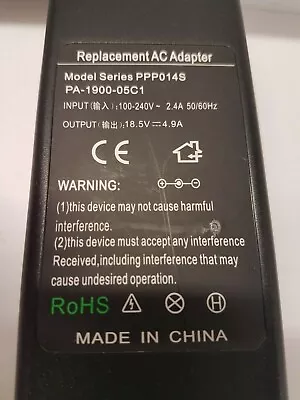 Replacement AC Adapter
Model Series PPP014S
PA-1900-05C1
INPUT(输入):100-240V~ 2.4A 50/60Hz
OUTPUT(输出):18.5V⎓4.9A
CE
WARNING:
(1)this device may not cause harmful
interference.
(2)this device must accept any interference
Received,including interference that may
cause undesired operation.
RoHS
H
MADE IN CHINA